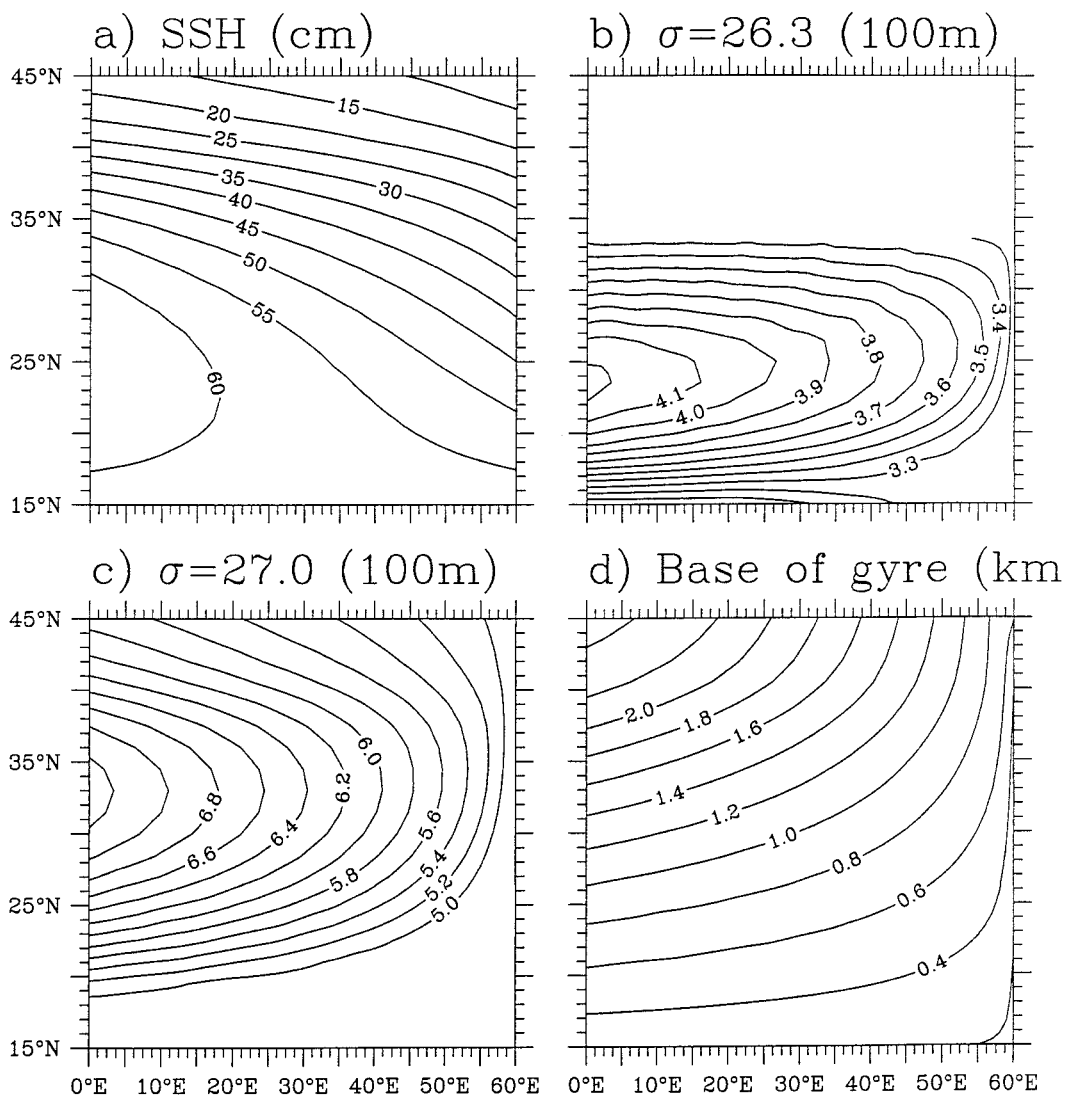 a) SSH (cm)
b) σ=26.3 (100m)
45°N
35°N
25°N
15°N
15
20
25
30
35
40
45
50
55
60
3.4
3.5
3.8
3.6
3.9
4.1
4.0
3.7
3.3
c) σ=27.0 (100m)
d) Base of gyre (km
45°N
35°N
25°N
15°N
6.0
6.2
6.8
6.4
5.6
6.6
5.8
5.4
5.2
5.0
2.0
1.8
1.6
1.4
1.2
1.0
0.8
0.6
0.4
0°E 10°E 20°E 30°E 40°E 50°E 60°E
0°E 10°E 20°E 30°E 40°E 50°E 60°E